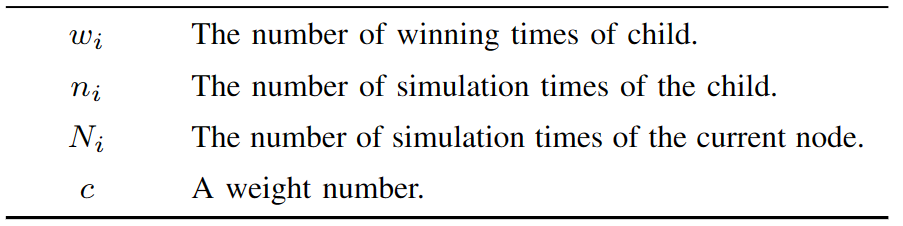 w_i The number of winning times of child.
n_i The number of simulation times of the child.
N_i The number of simulation times of the current node.
c A weight number.